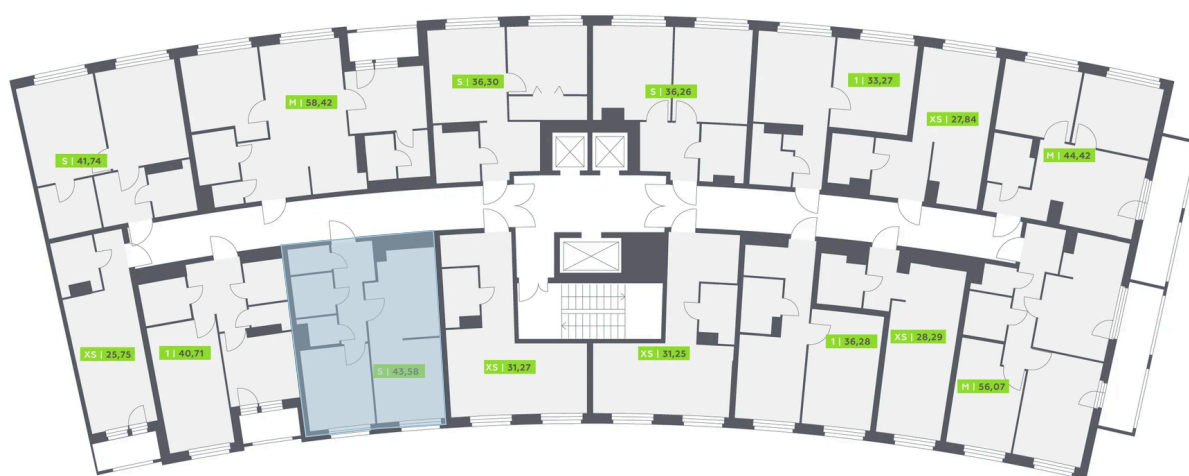 S | 36,30
1 | 33,27
S | 36,26
M | 58,42
XS | 27,84
S | 41,74
M | 44,42
XS | 25,75
1 | 40,71
S | 43,58
XS | 31,27
XS | 31,25
1 | 36,28
XS | 28,29
M | 56,07